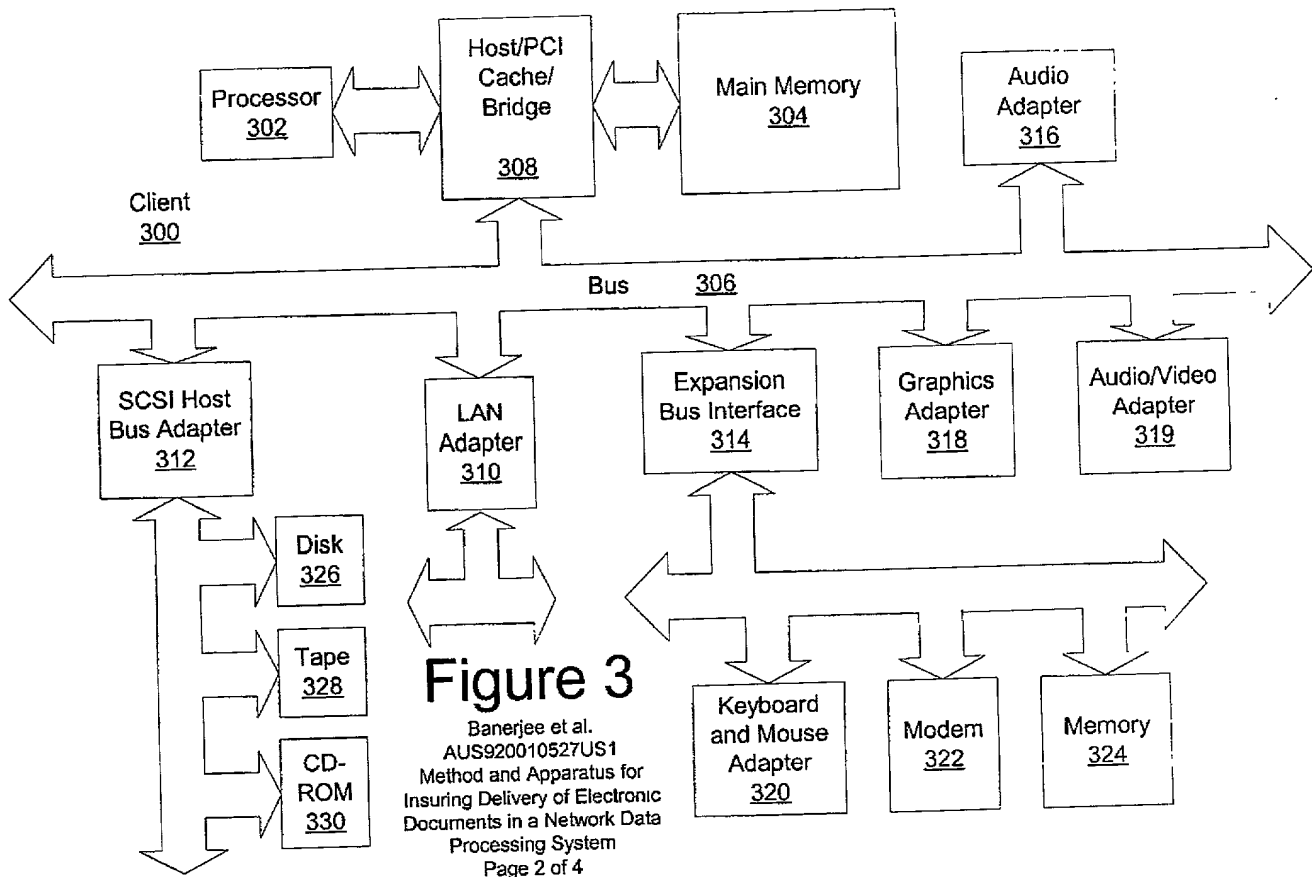 Processor
302
Host/PCI
Cache/
Bridge
308
Main Memory
304
Audio
Adapter
316
Client
300
Bus 306
SCSI Host
Bus Adapter
312
LAN
Adapter
310
Expansion
Bus Interface
314
Graphics
Adapter
318
Audio/Video
Adapter
319
Disk
326
Tape
328
CD-
ROM
330
Keyboard
and Mouse
Adapter
320
Modem
322
Memory
324
Figure 3
Banerjee et al.
AUS920010527US1
Method and Apparatus for
Insuring Delivery of Electronic
Documents in a Network Data
Processing System
Page 2 of 4